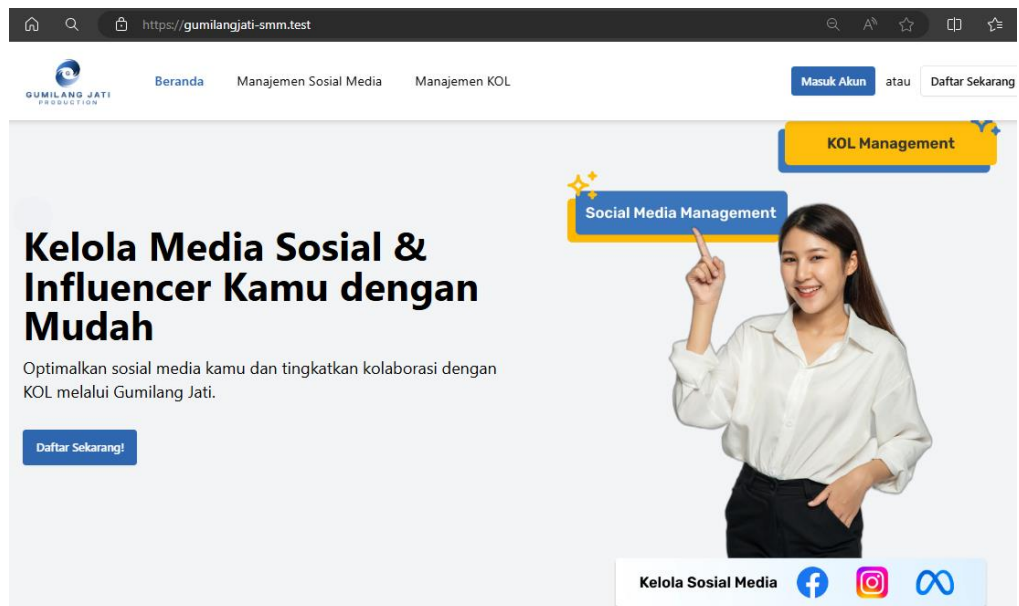 https://gumilangjati-smm.test
GUMILANG JATI
PRODUCTION
Beranda
Manajemen Sosial Media
Manajemen KOL
Masuk Akun
atau
Daftar Sekarang
KOL Management
Social Media Management
Kelola Media Sosial &
Influencer Kamu dengan
Mudah
Optimalkan sosial media kamu dan tingkatkan kolaborasi dengan
KOL melalui Gumilang Jati.
Daftar Sekarang!
Kelola Sosial Media